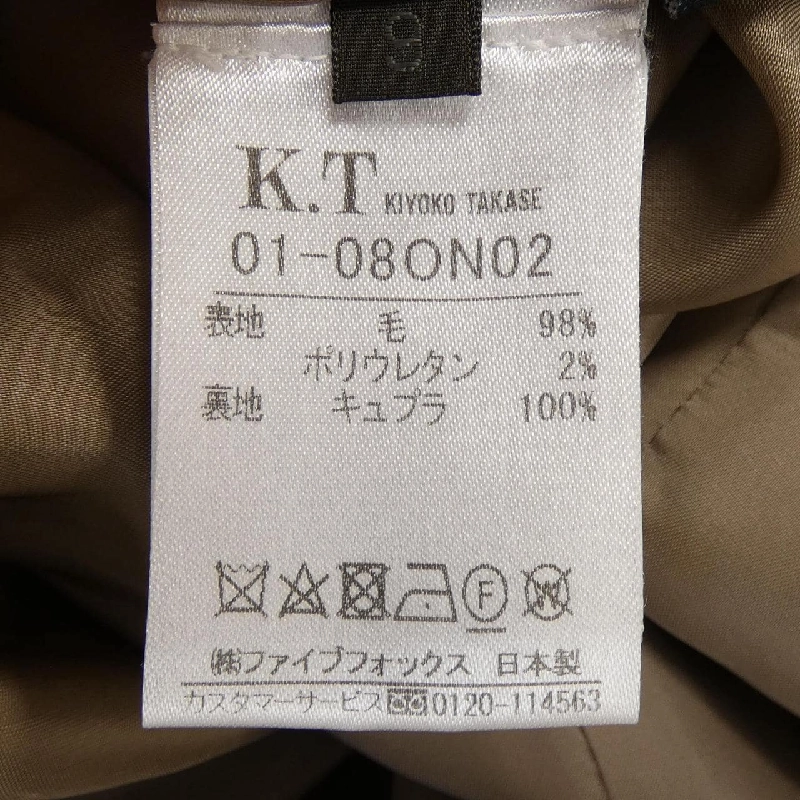 9
K.T KIYOKO TAKASE
01-08ON02
表地 毛 98%
ポリウレタン 2%
裏地 キュプラ 100%
F W
㈱ファイブフォックス 日本製
カスタマーサービス 0120-114563